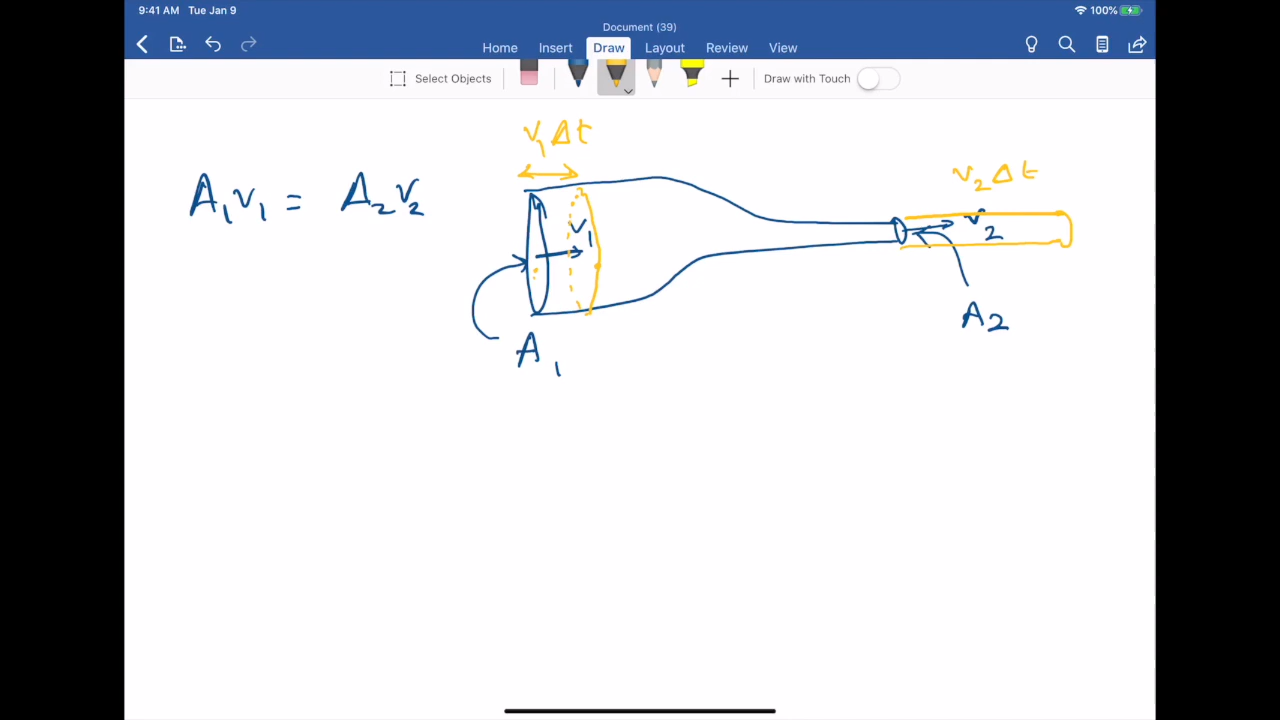 9:41 AM Tue Jan 9
100%
Document (39)
Home Insert Draw Layout Review View
Select Objects
Draw with Touch
v₁Δt
v₂Δt
A₁v₁ = A₂v₂
v₁
v₂
A₂
A₁